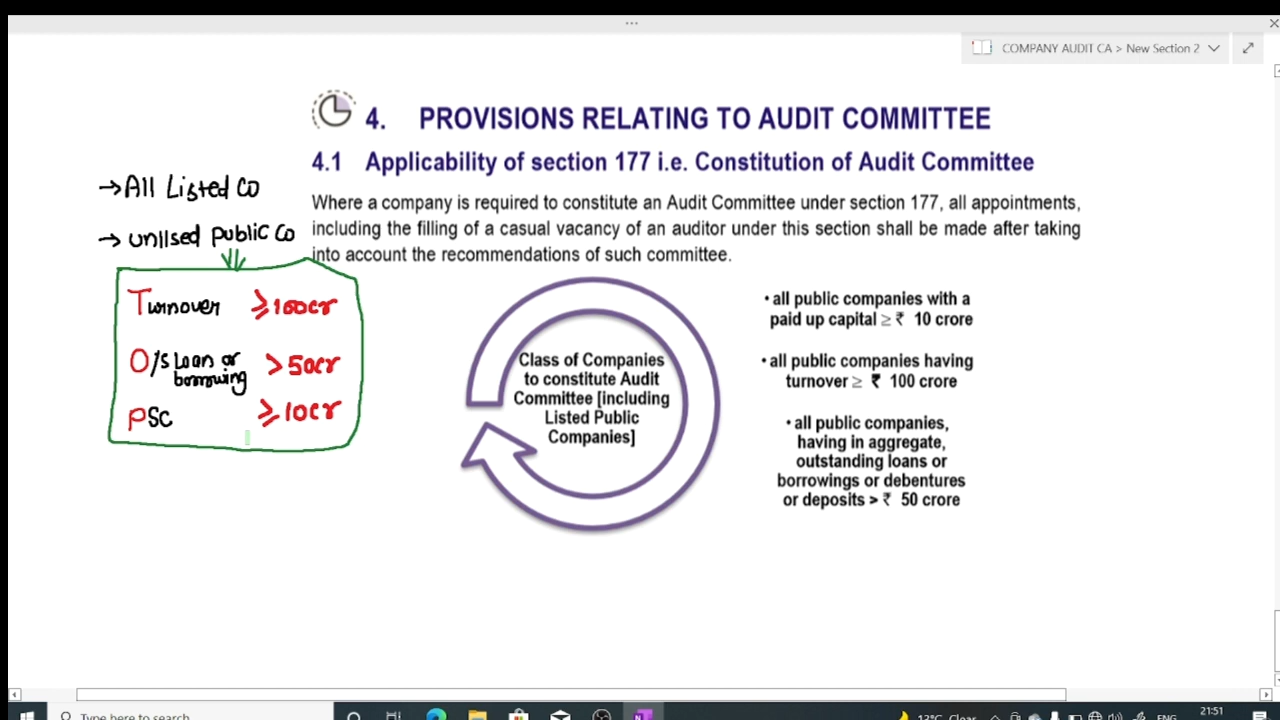 COMPANY AUDIT CA > New Section 2
4. PROVISIONS RELATING TO AUDIT COMMITTEE
4.1 Applicability of section 177 i.e. Constitution of Audit Committee
Where a company is required to constitute an Audit Committee under section 177, all appointments,
including the filling of a casual vacancy of an auditor under this section shall be made after taking
into account the recommendations of such committee.
→All Listed Co
→ unlised public Co
Turnover ≥100cr
O/s Loan or
borrowing >50cr
PSC ≥10cr
Class of Companies
to constitute Audit
Committee [including
Listed Public
Companies]
• all public companies with a
paid up capital ≥ ₹ 10 crore
• all public companies having
turnover ≥ ₹ 100 crore
• all public companies,
having in aggregate,
outstanding loans or
borrowings or debentures
or deposits > ₹ 50 crore
Type here to search
13°C Clear
ENG
21:51